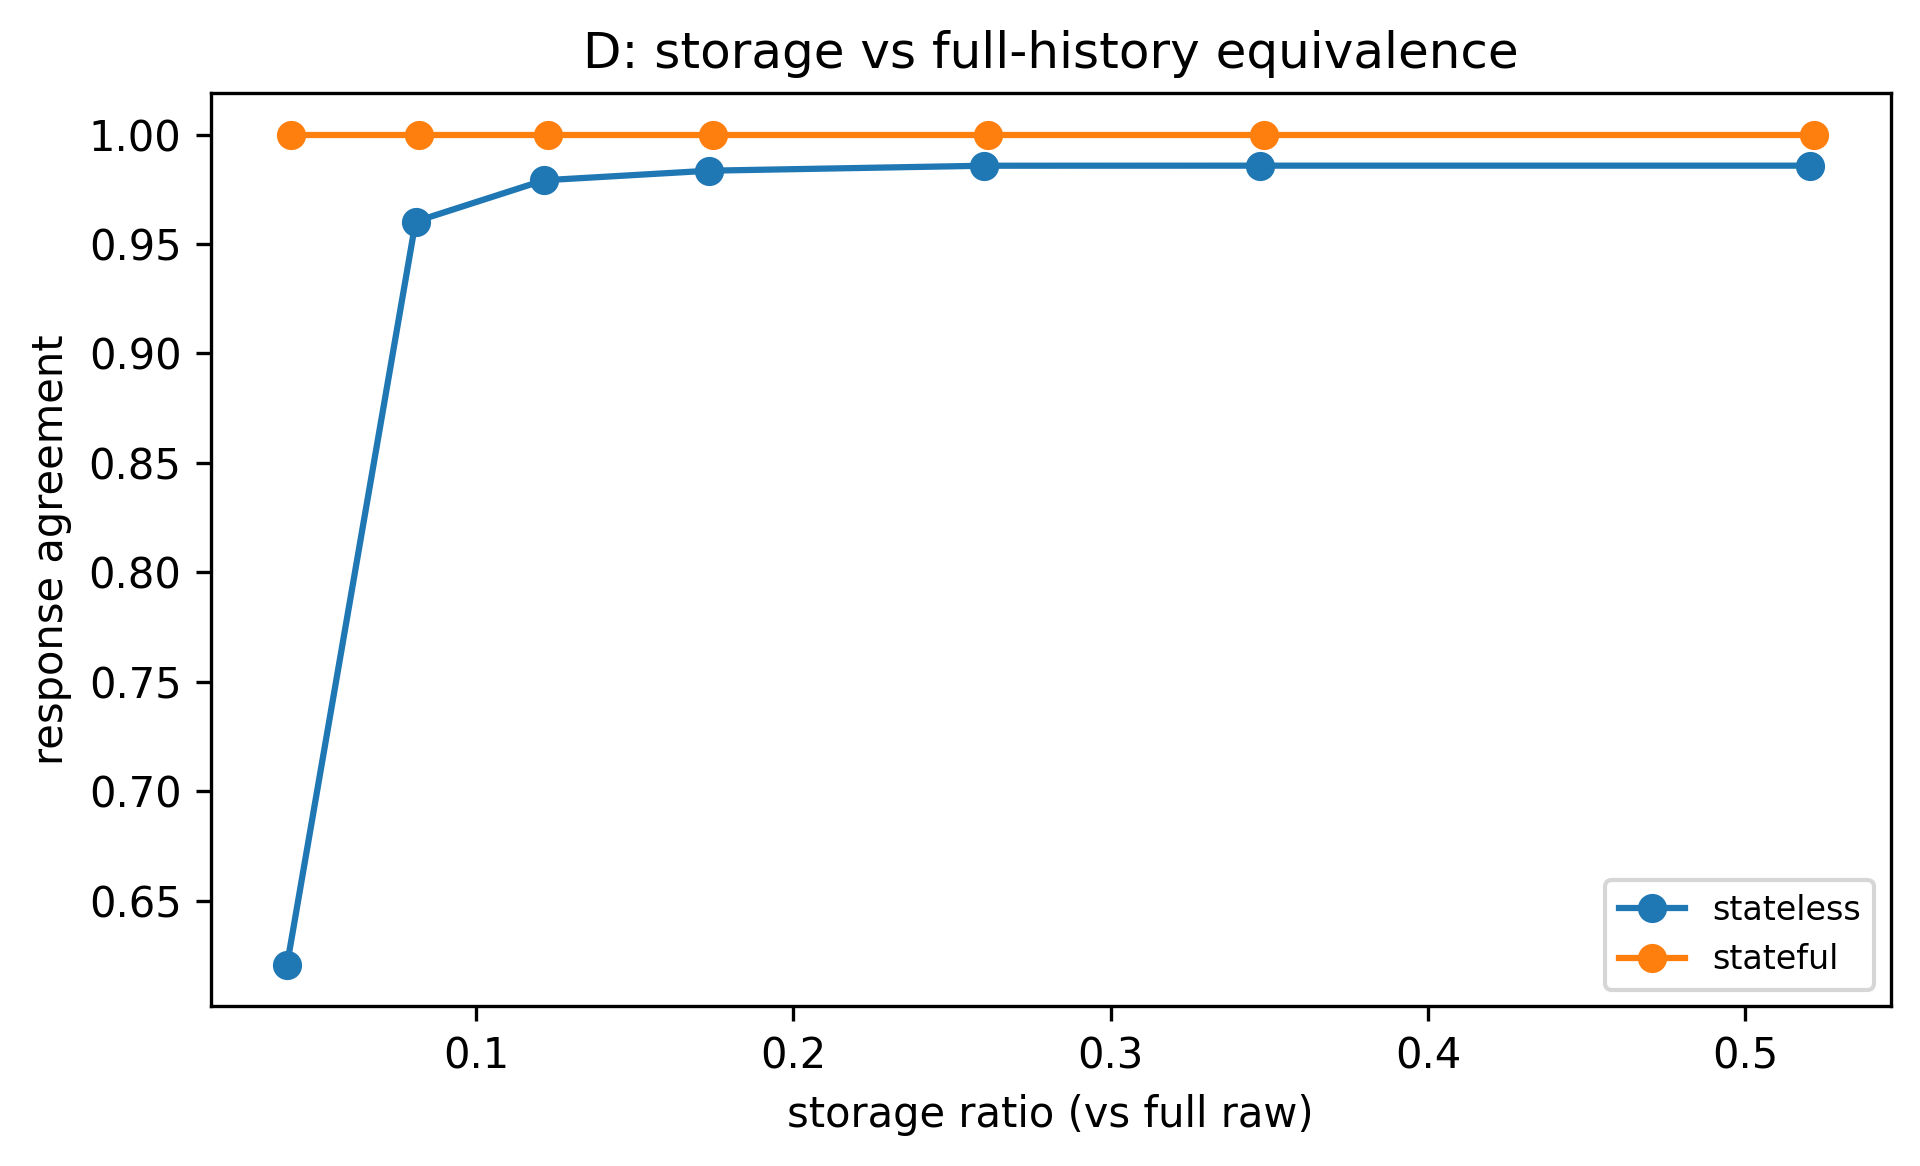 D: storage vs full-history equivalence
response agreement
1.00
0.95
0.90
0.85
0.80
0.75
0.70
0.65
0.1
0.2
0.3
0.4
0.5
storage ratio (vs full raw)
stateless
stateful